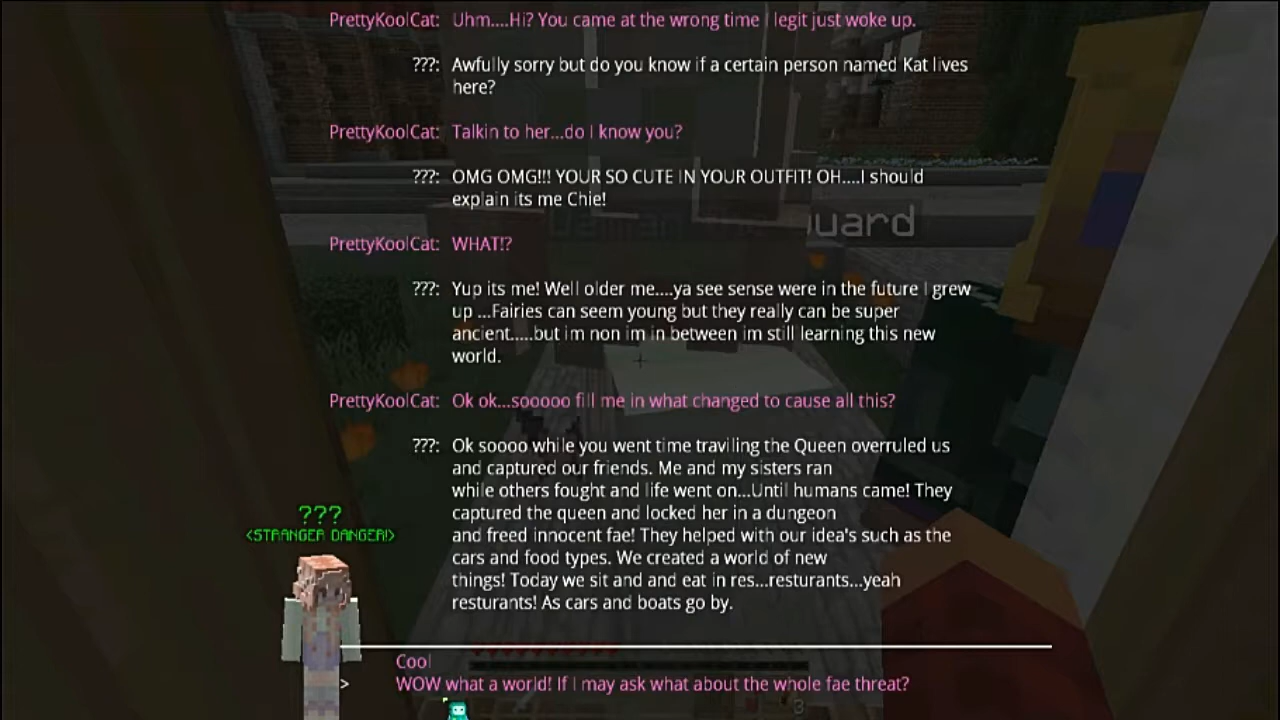 PrettyKoolCat: Uhm....Hi? You came at the wrong time I legit just woke up.
???: Awfully sorry but do you know if a certain person named Kat lives
here?
PrettyKoolCat: Talkin to her...do I know you?
???: OMG OMG!!! YOUR SO CUTE IN YOUR OUTFIT! OH....I should
explain its me Chie!
uard
PrettyKoolCat: WHAT!?
???: Yup its me! Well older me....ya see sense were in the future I grew
up ...Fairies can seem young but they really can be super
ancient.....but im non im in between im still learning this new
world.
PrettyKoolCat: Ok ok...sooooo fill me in what changed to cause all this?
???: Ok soooo while you went time traviling the Queen overruled us
and captured our friends. Me and my sisters ran
while others fought and life went on...Until humans came! They
captured the queen and locked her in a dungeon
and freed innocent fae! They helped with our idea's such as the
cars and food types. We created a world of new
things! Today we sit and and eat in res...resturants...yeah
resturants! As cars and boats go by.
???
<STRANGER DANGER!>
Cool
> WOW what a world! If I may ask what about the whole fae threat?
3